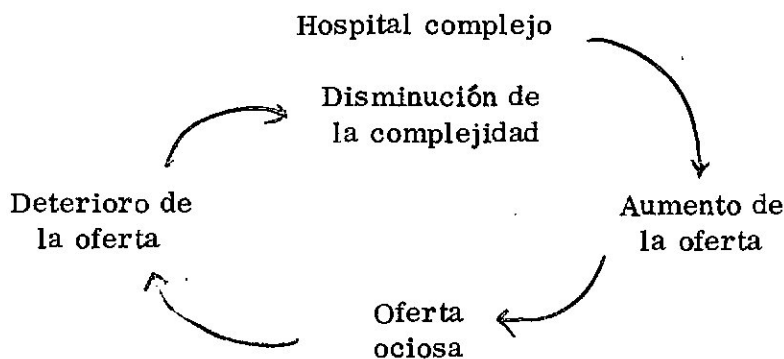 Hospital complejo
Disminución de
la complejidad
Deterioro de
la oferta
Aumento de
la oferta
Oferta
ociosa